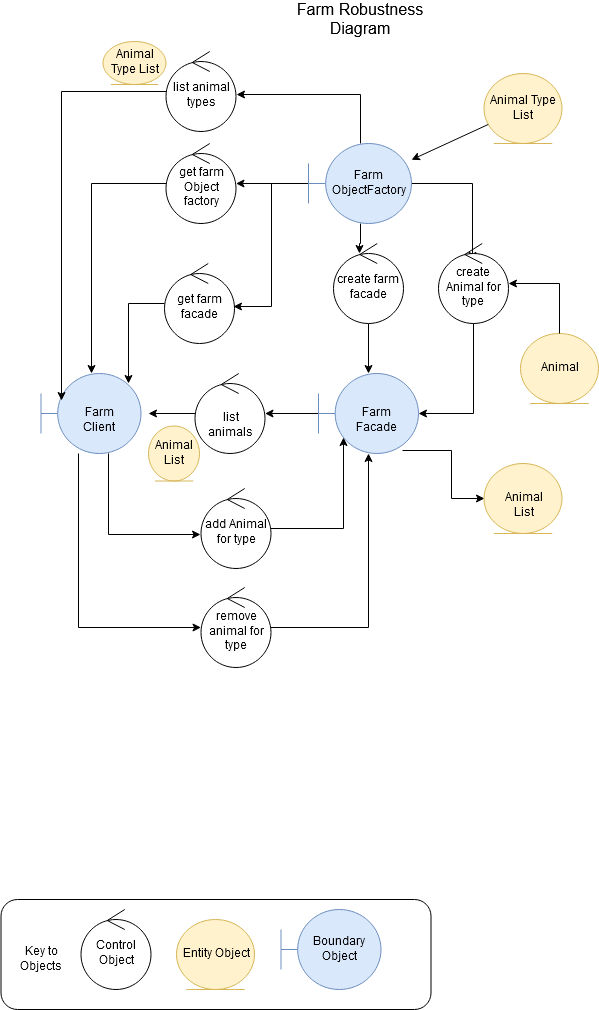 Farm Robustness
Diagram
Animal
Type List
list animal
types
Animal Type
List
get farm
Object
factory
Farm
ObjectFactory
get farm
facade
create farm
facade
create
Animal for
type
Animal
Farm
Client
list
animals
Farm
Facade
Animal
List
Animal
List
add Animal
for type
remove
animal for
type
Key to
Objects
Control
Object
Entity Object
Boundary
Object